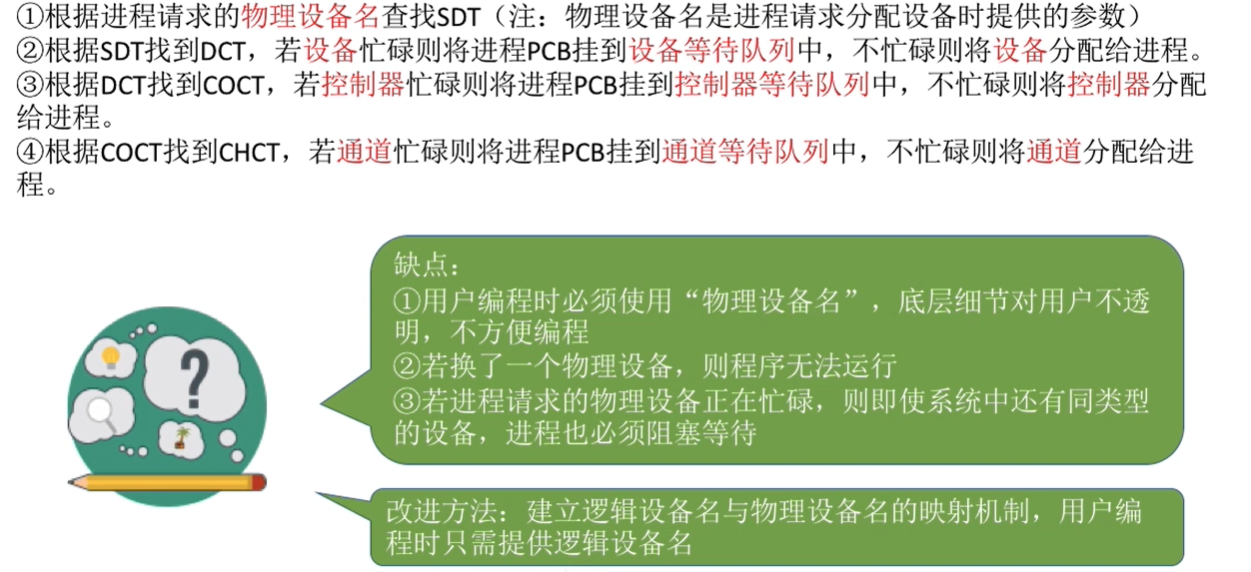 ①根据进程请求的物理设备名查找SDT（注：物理设备名是进程请求分配设备时提供的参数）
②根据SDT找到DCT，若设备忙碌则将进程PCB挂到设备等待队列中，不忙碌则将设备分配给进程。
③根据DCT找到COCT，若控制器忙碌则将进程PCB挂到控制器等待队列中，不忙碌则将控制器分配
给进程。
④根据COCT找到CHCT，若通道忙碌则将进程PCB挂到通道等待队列中，不忙碌则将通道分配给进
程。
缺点：
①用户编程时必须使用“物理设备名”，底层细节对用户不透
明，不方便编程
②若换了一个物理设备，则程序无法运行
③若进程请求的物理设备正在忙碌，则即使系统中还有同类型
的设备，进程也必须阻塞等待
?
改进方法：建立逻辑设备名与物理设备名的映射机制，用户编
程时只需提供逻辑设备名